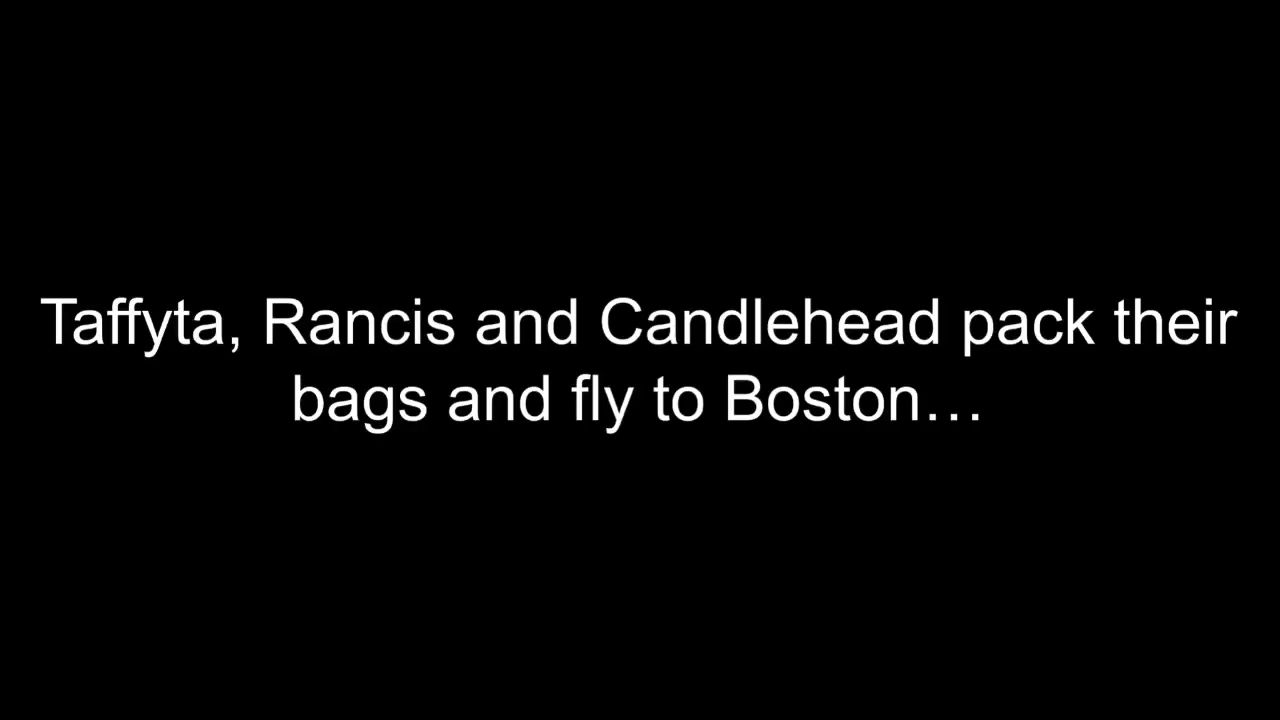 Taffyta, Rancis and Candlehead pack their
bags and fly to Boston…